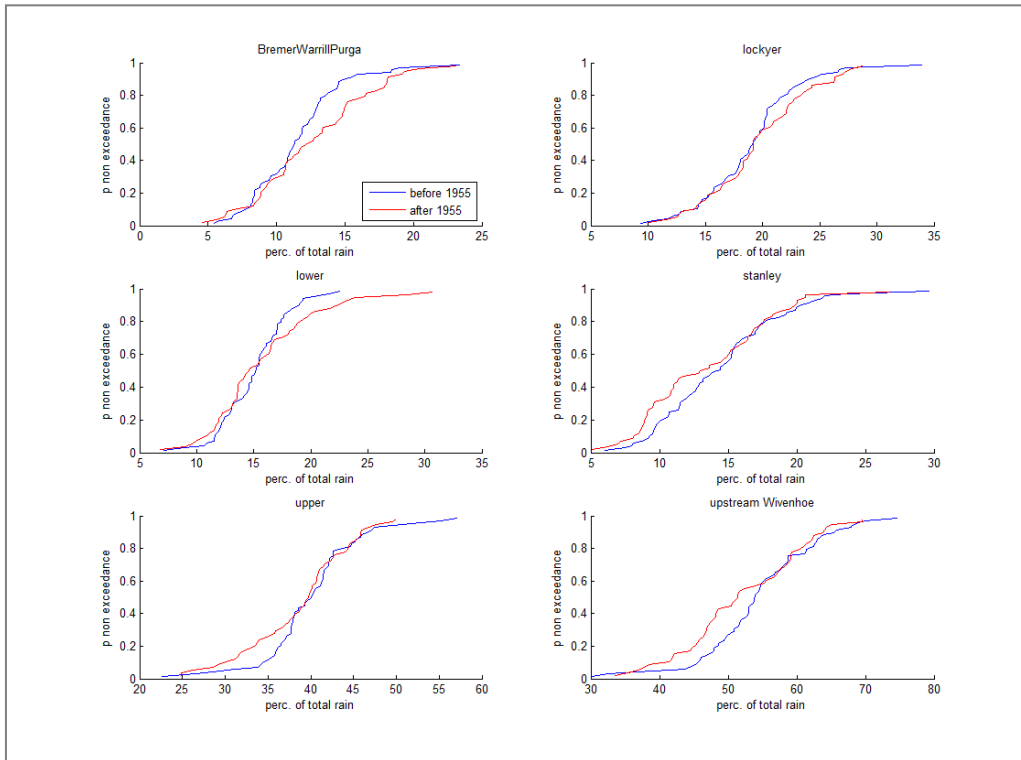 BremerWarrillPurga
1
0.8
0.6
0.4
0.2
0
p non exceedance
before 1955
after 1955
0 5 10 15 20 25
perc. of total rain
lockyer
1
0.8
0.6
0.4
0.2
0
p non exceedance
5 10 15 20 25 30 35
perc. of total rain
lower
1
0.8
0.6
0.4
0.2
0
p non exceedance
5 10 15 20 25 30 35
perc. of total rain
stanley
1
0.8
0.6
0.4
0.2
0
p non exceedance
5 10 15 20 25 30
perc. of total rain
upper
1
0.8
0.6
0.4
0.2
0
p non exceedance
20 25 30 35 40 45 50 55 60
perc. of total rain
upstream Wivenhoe
1
0.8
0.6
0.4
0.2
0
p non exceedance
30 40 50 60 70 80
perc. of total rain